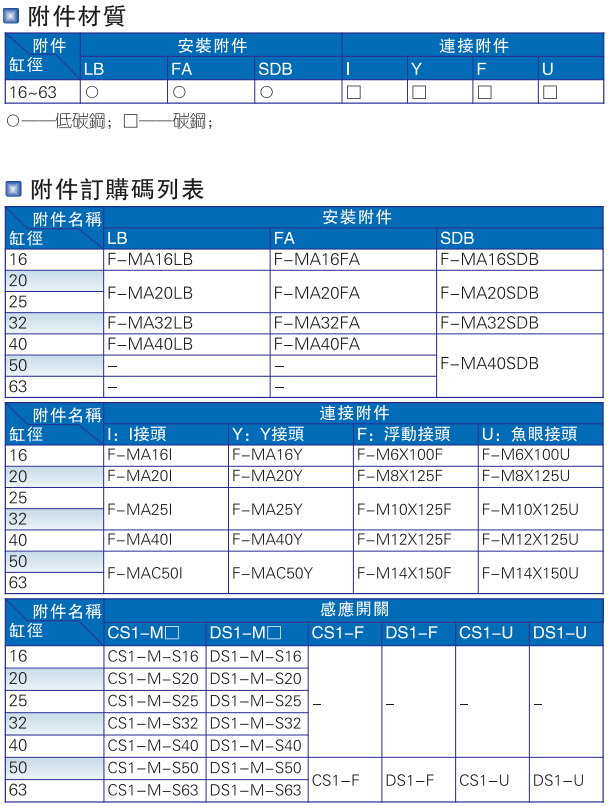 附件材質
附件 安裝附件 連接附件
缸徑 LB FA SDB I Y F U
16~63 ○ ○ ○ □ □ □ □
○——低碳鋼；□——碳鋼；
附件訂購碼列表
附件名稱 安裝附件
缸徑 LB FA SDB
16 F-MA16LB F-MA16FA F-MA16SDB
20
F-MA20LB F-MA20FA F-MA20SDB
25
32 F-MA32LB F-MA32FA F-MA32SDB
40 F-MA40LB F-MA40FA
50 – – F-MA40SDB
63 – –
附件名稱 連接附件
缸徑 I：I接頭 Y：Y接頭 F：浮動接頭 U：魚眼接頭
16 F-MA16I F-MA16Y F-M6X100F F-M6X100U
20 F-MA20I F-MA20Y F-M8X125F F-M8X125U
25
F-MA25I F-MA25Y F-M10X125F F-M10X125U
32
40 F-MA40I F-MA40Y F-M12X125F F-M12X125U
50
F-MAC50I F-MAC50Y F-M14X150F F-M14X150U
63
附件名稱 感應開關
缸徑 CS1-M□ DS1-M□ CS1-F DS1-F CS1-U DS1-U
16 CS1-M-S16 DS1-M-S16
20 CS1-M-S20 DS1-M-S20
25 CS1-M-S25 DS1-M-S25 – – – –
32 CS1-M-S32 DS1-M-S32
40 CS1-M-S40 DS1-M-S40
50 CS1-M-S50 DS1-M-S50
CS1-F DS1-F CS1-U DS1-U
63 CS1-M-S63 DS1-M-S63